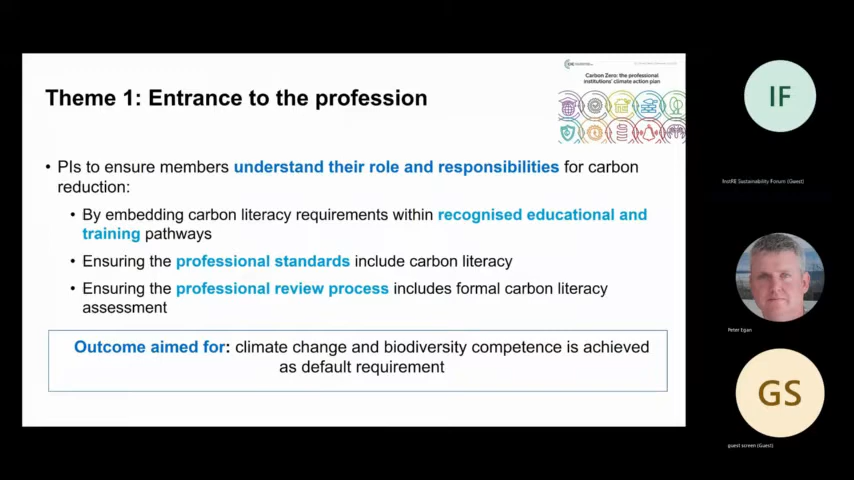 Theme 1: Entrance to the profession
Carbon Zero: the professional
institutions' climate action plan
• PIs to ensure members understand their role and responsibilities for carbon
reduction:
• By embedding carbon literacy requirements within recognised educational and
training pathways
• Ensuring the professional standards include carbon literacy
• Ensuring the professional review process includes formal carbon literacy
assessment
Outcome aimed for: climate change and biodiversity competence is achieved
as default requirement
IF
InstRE Sustainability Forum (Guest)
Peter Egan
GS
guest screen (Guest)